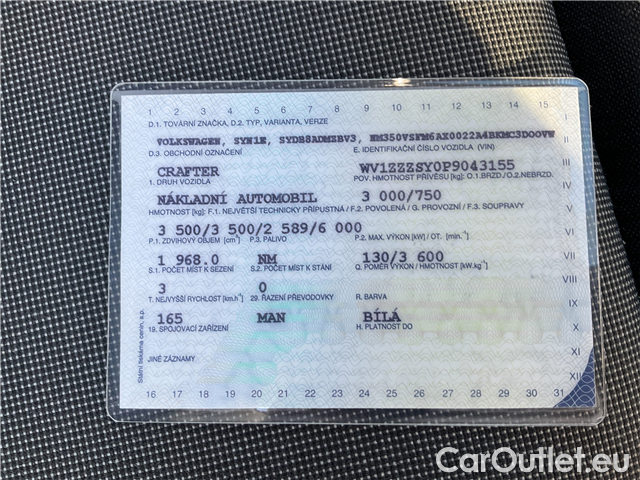 1 2 3 4 5 6 7 8 9 10 11 12 13 14 15
D.1. TOVÁRNÍ ZNAČKA, D.2. TYP, VARIANTA, VERZE
I
VOLKSWAGEN, SYN1E, SYDB8ADMZBV3,
II
D.3. OBCHODNÍ OZNAČENÍ E. IDENTIFIKAČNÍ ČÍSLO VOZIDLA (VIN)
CRAFTER WV1ZZZSY0P9043155
III
1. DRUH VOZIDLA POV. HMOTNOST PŘÍVĚSU [kg]: O.1.BRZD./O.2.NEBRZD.
IV
NÁKLADNÍ AUTOMOBIL 3 000/750
HMOTNOST [kg]: F.1. NEJVĚTŠÍ TECHNICKY PŘÍPUSTNÁ / F.2. POVOLENÁ / G. PROVOZNÍ / F.3. SOUPRAVY
V
3 500/3 500/2 589/6 000
VI
P.1. ZDVIHOVÝ OBJEM [cm³] P.3. PALIVO P.2. MAX. VÝKON [kW] / OT. [min.⁻¹]
1 968.0 NM 130/3 600
VII
S.1. POČET MÍST K SEZENÍ S.2. POČET MÍST K STÁNÍ Q. POMĚR VÝKON / HMOTNOST [kW.kg⁻¹]
VIII
3 0
T. NEJVYŠŠÍ RYCHLOST [km.h⁻¹] 29. ŘAZENÍ PŘEVODOVKY R. BARVA
IX
165 MAN BÍLÁ
X
19. SPOJOVACÍ ZAŘÍZENÍ H. PLATNOST DO
XI
JINÉ ZÁZNAMY
XII
16 17 18 19 20 21 22 23 24 25 26 27 28 29 30 31
Státní tiskárna cenin, s.p.
CarOutlet.eu